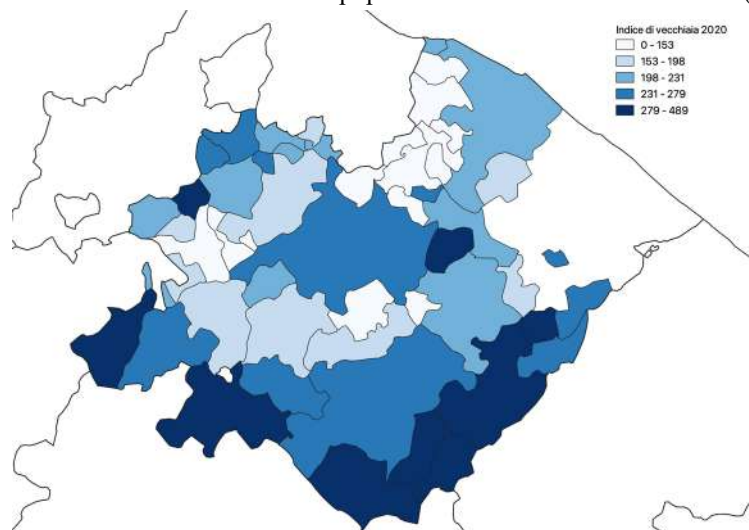 Indice di vecchiaia 2020
0 - 153
153 - 198
198 - 231
231 - 279
279 - 489